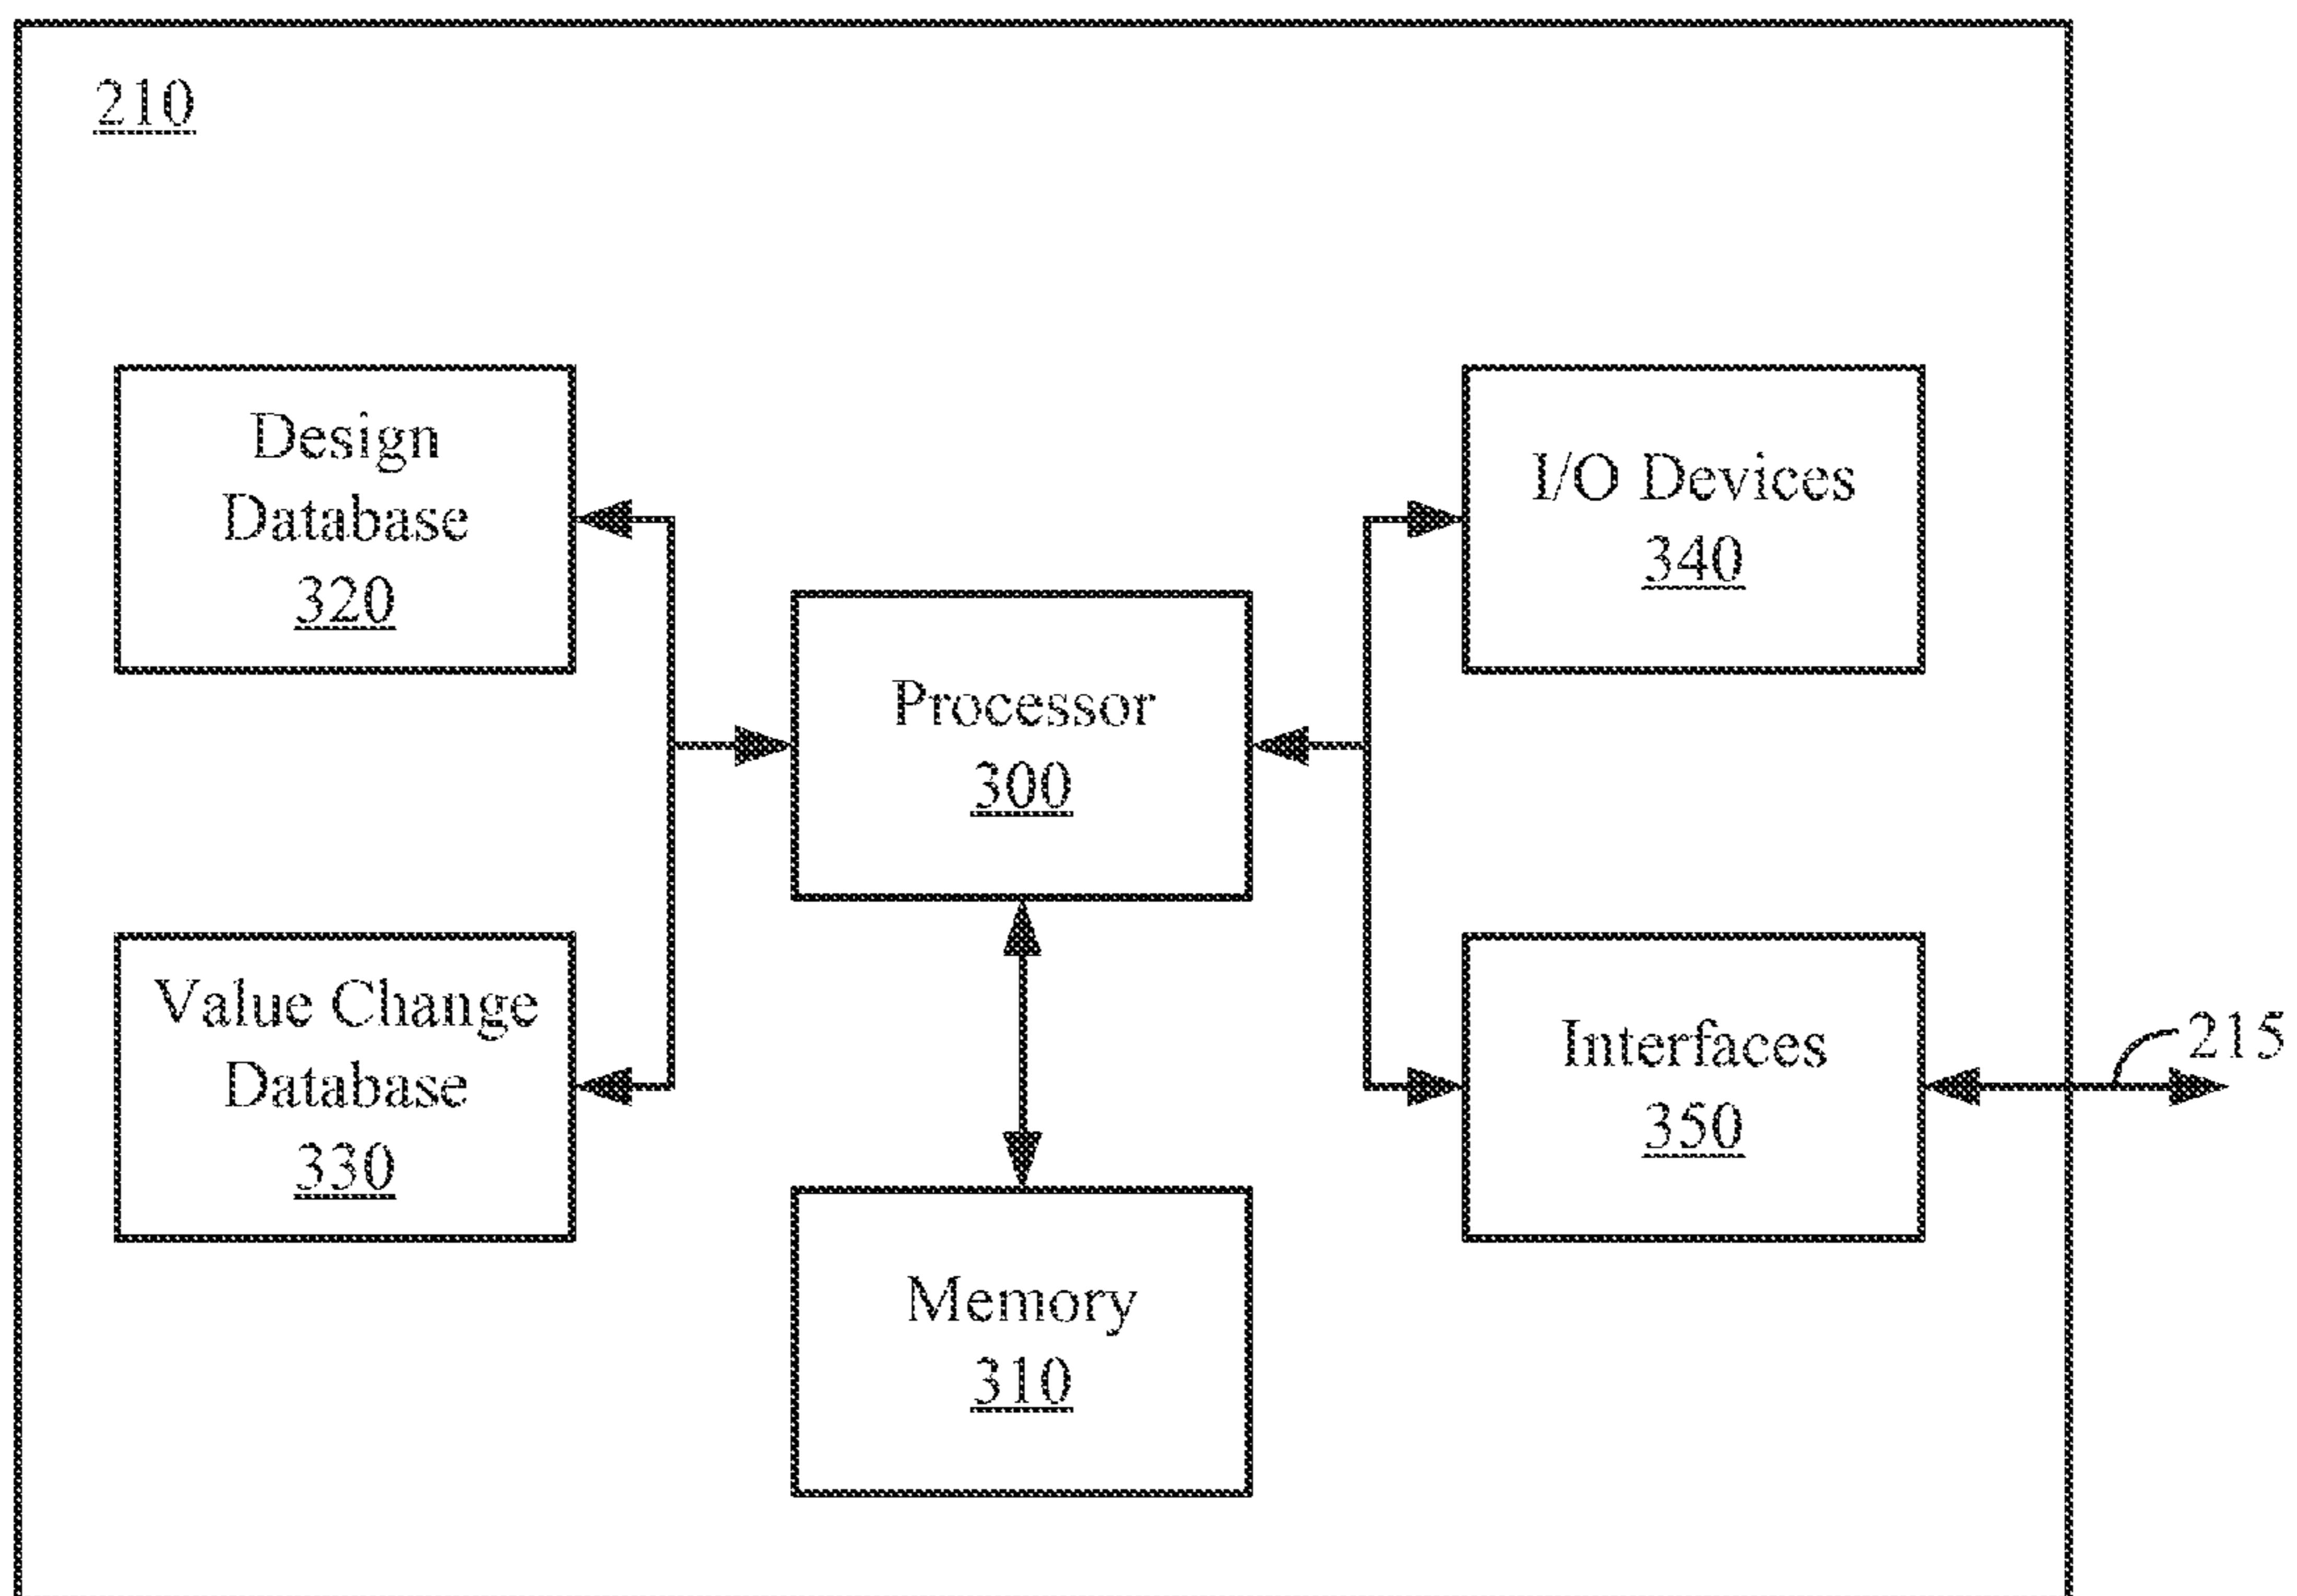 210
Design
Database
320
I/O Devices
340
Processor
300
Value Change
Database
330
Interfaces
350
215
Memory
310